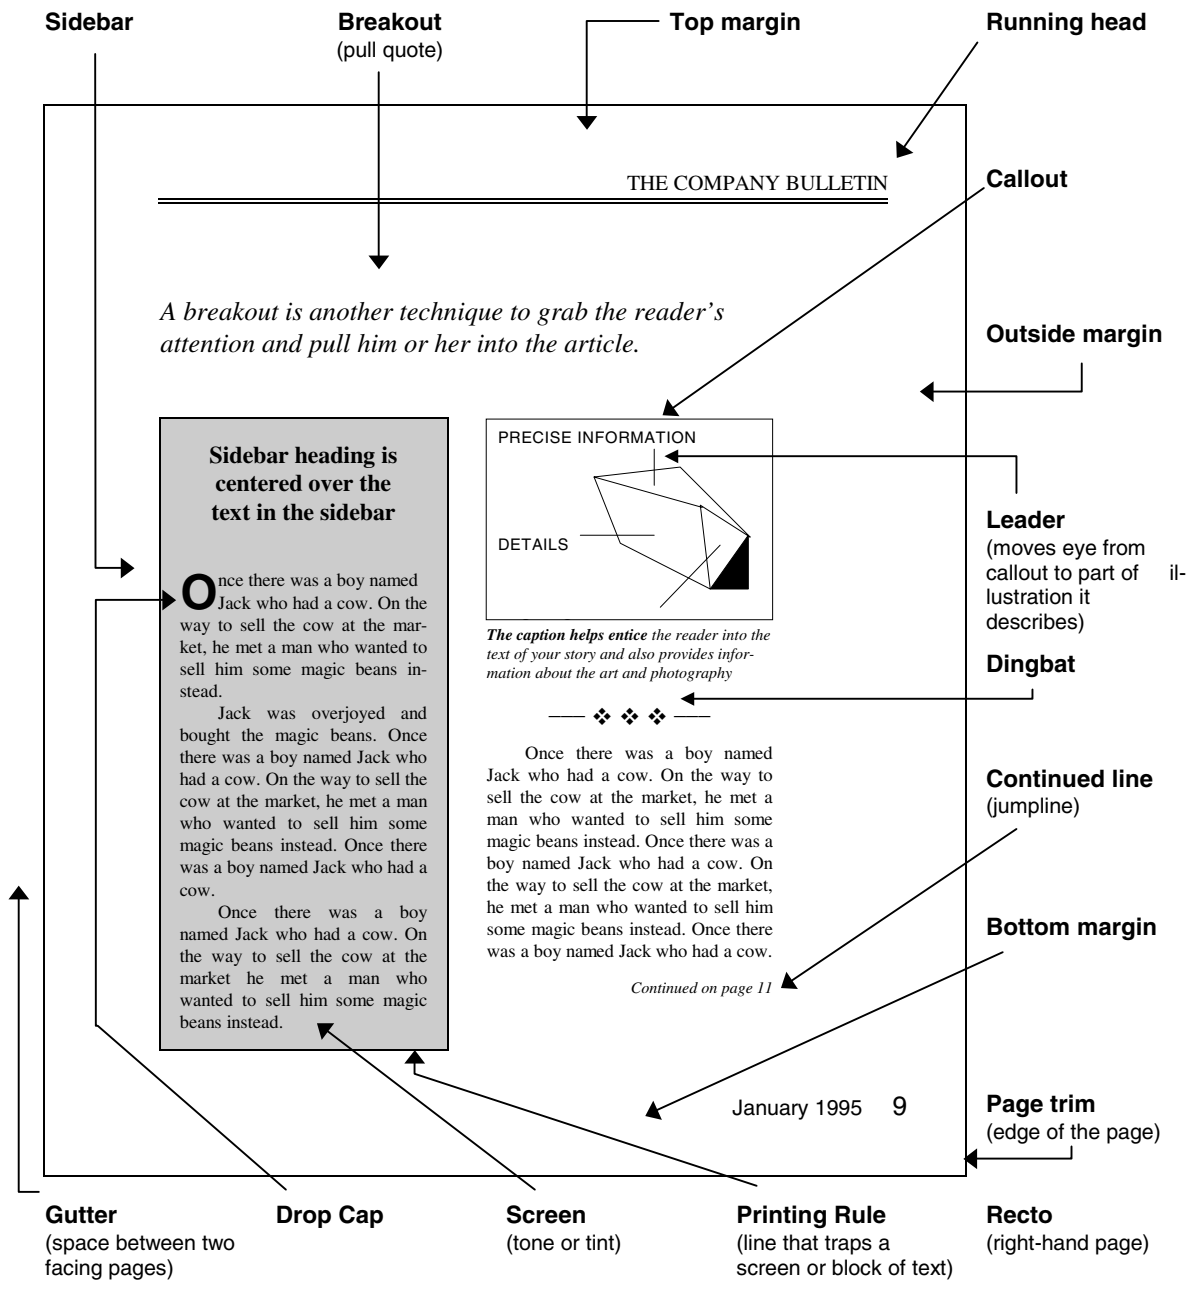 Sidebar
Breakout
(pull quote)
Top margin
Running head
THE COMPANY BULLETIN
Callout
A breakout is another technique to grab the reader's
attention and pull him or her into the article.
Outside margin
Sidebar heading is
centered over the
text in the sidebar
Once there was a boy named
Jack who had a cow. On the
way to sell the cow at the mar-
ket, he met a man who wanted to
sell him some magic beans in-
stead.
Jack was overjoyed and
bought the magic beans. Once
there was a boy named Jack who
had a cow. On the way to sell the
cow at the market, he met a man
who wanted to sell him some
magic beans instead. Once there
was a boy named Jack who had a
cow.
Once there was a boy
named Jack who had a cow. On
the way to sell the cow at the
market he met a man who
wanted to sell him some magic
beans instead.
PRECISE INFORMATION
DETAILS
The caption helps entice the reader into the
text of your story and also provides infor-
mation about the art and photography
Once there was a boy named
Jack who had a cow. On the way to
sell the cow at the market, he met a
man who wanted to sell him some
magic beans instead. Once there was a
boy named Jack who had a cow. On
the way to sell the cow at the market,
he met a man who wanted to sell him
some magic beans instead. Once there
was a boy named Jack who had a cow.
Continued on page 11
Leader
(moves eye from
callout to part of il-
lustration it
describes)
Dingbat
Continued line
(jumpline)
Bottom margin
January 1995 9
Page trim
(edge of the page)
Gutter
(space between two
facing pages)
Drop Cap
Screen
(tone or tint)
Printing Rule
(line that traps a
screen or block of text)
Recto
(right-hand page)